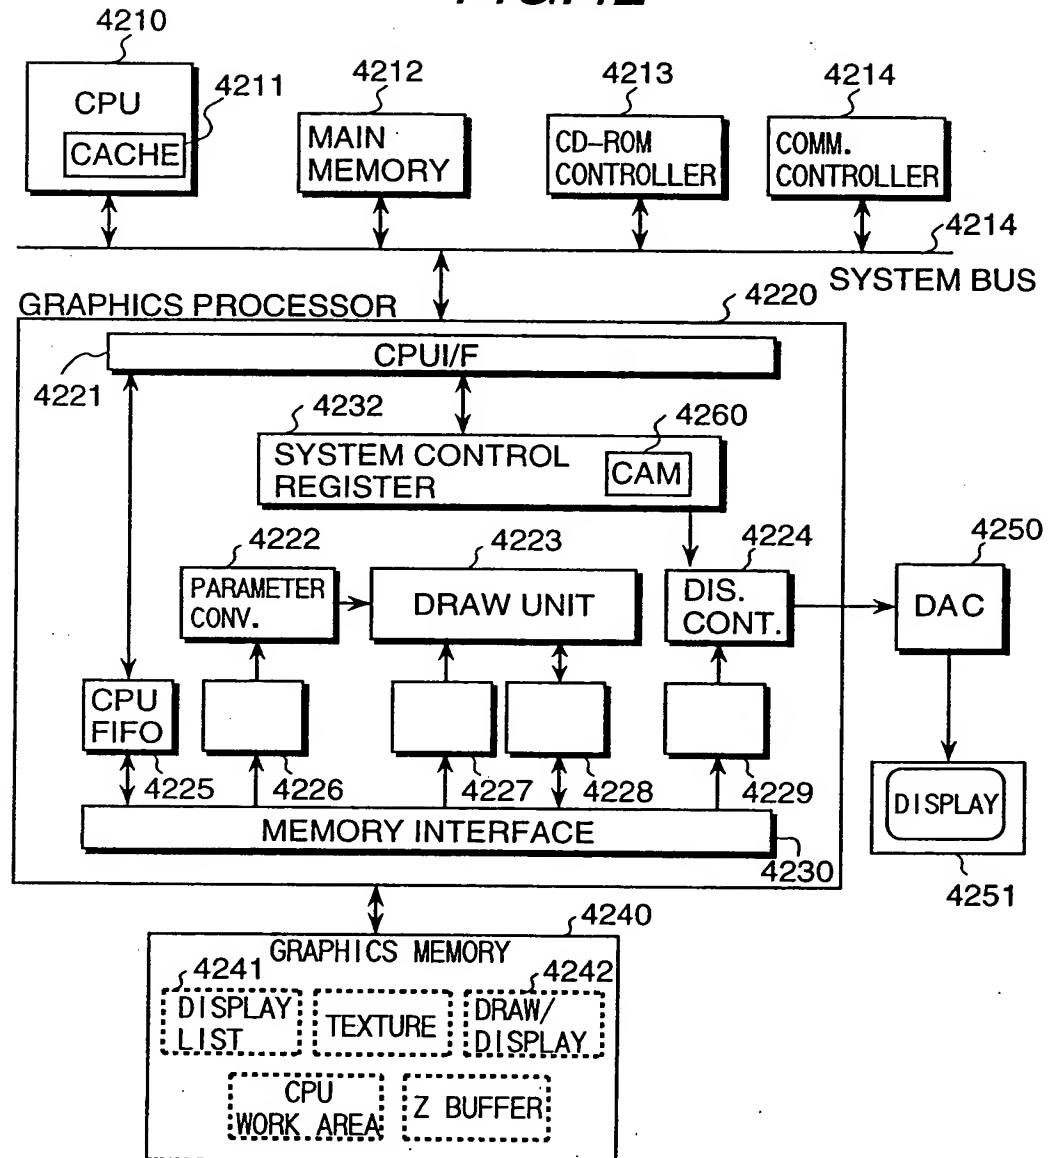 4210
4211
4212
4213
4214
CPU
CACHE
MAIN
MEMORY
CD-ROM
CONTROLLER
COMM.
CONTROLLER
4214
SYSTEM BUS
GRAPHICS PROCESSOR
4220
CPUI/F
4221
4232
4260
SYSTEM CONTROL
REGISTER
CAM
4222
4223
4224
4250
PARAMETER
CONV.
DRAW UNIT
DIS.
CONT.
DAC
CPU
FIFO
4225
4226
4227
4228
4229
DISPLAY
MEMORY INTERFACE
4230
4251
4240
GRAPHICS MEMORY
4241
4242
DISPLAY
LIST
TEXTURE
DRAW/
DISPLAY
CPU
WORK AREA
Z BUFFER